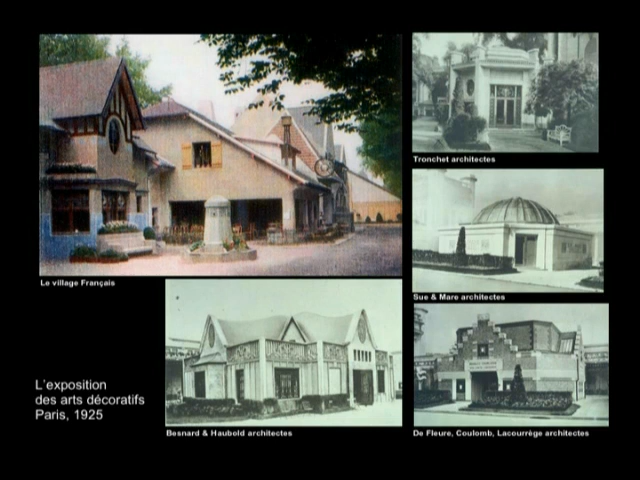 Tronchet architectes
Le village Français
Sue & Mare architectes
L'exposition
des arts décoratifs
Paris, 1925
Besnard & Haubold architectes
De Fleure, Coulomb, Lacourrège architectes